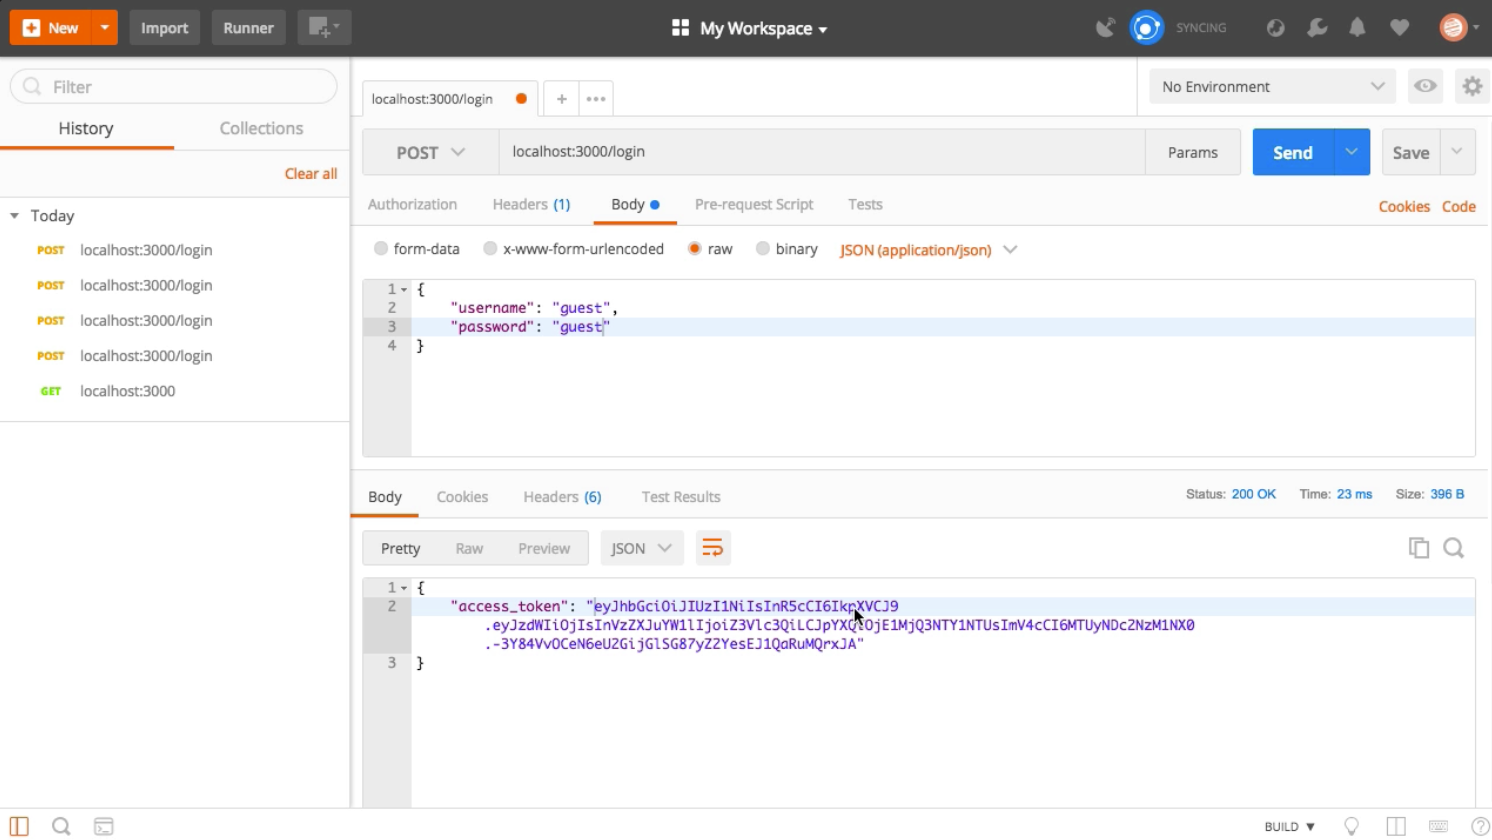 New
Import
Runner
My Workspace
SYNCING
Filter
History
Collections
Clear all
Today
POST localhost:3000/login
POST localhost:3000/login
POST localhost:3000/login
POST localhost:3000/login
GET localhost:3000
localhost:3000/login
No Environment
POST
localhost:3000/login
Params
Send
Save
Authorization
Headers (1)
Body
Pre-request Script
Tests
Cookies
Code
form-data
x-www-form-urlencoded
raw
binary
JSON (application/json)
1 {
2 "username": "guest",
3 "password": "guest"
4 }
Body
Cookies
Headers (6)
Test Results
Status: 200 OK
Time: 23 ms
Size: 396 B
Pretty
Raw
Preview
JSON
1 {
2 "access_token": "eyJhbGciOiJIUzI1NiIsInR5cCI6IkpXVCJ9
.-3Y84VvOCeN6eUZGijGlSG87yZ2YesEJ1QaRuMQrxJA"
3 }
BUILD